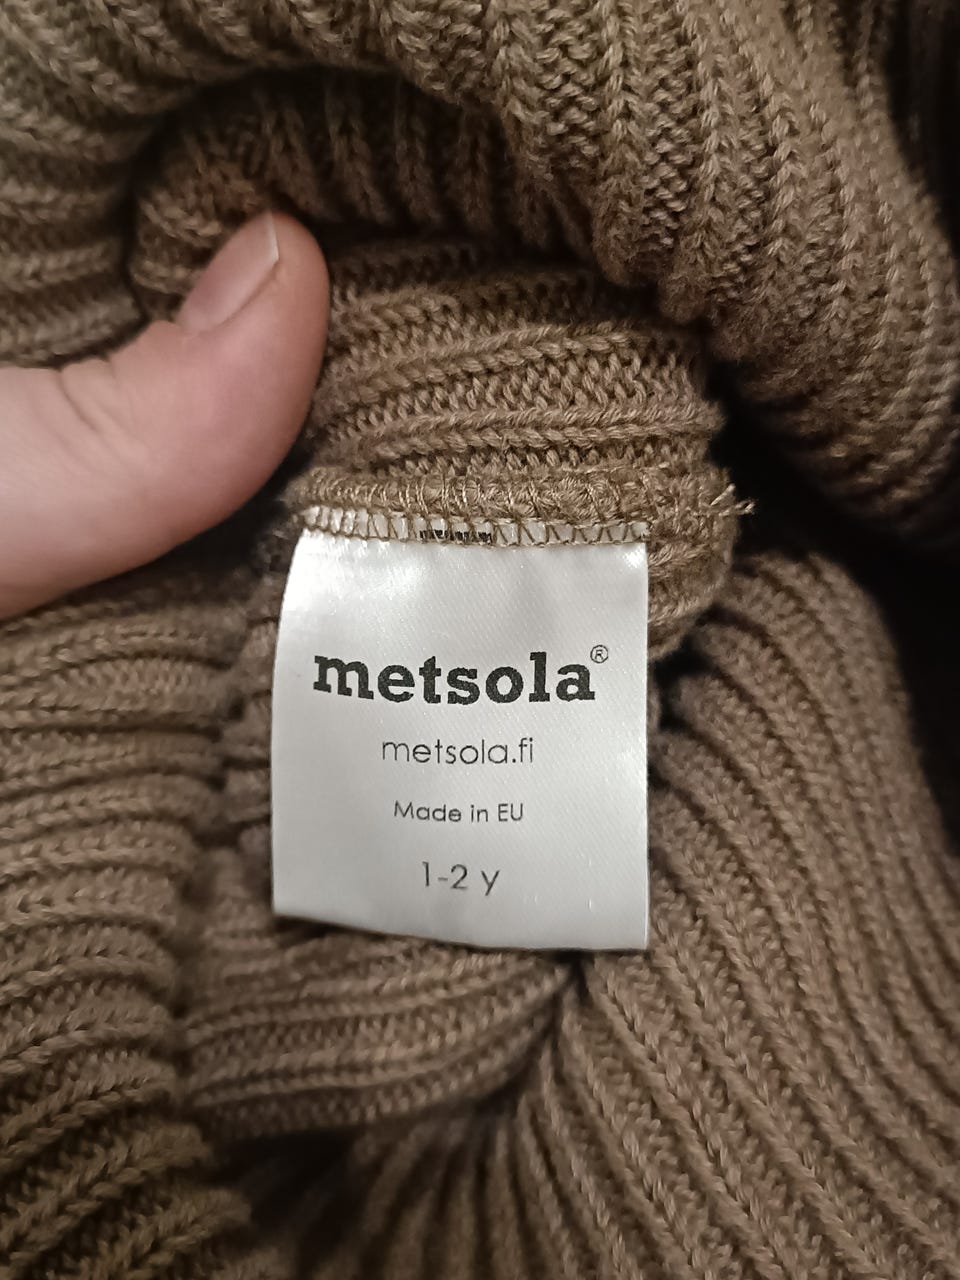 metsola®
metsola.fi
Made in EU
1-2 y